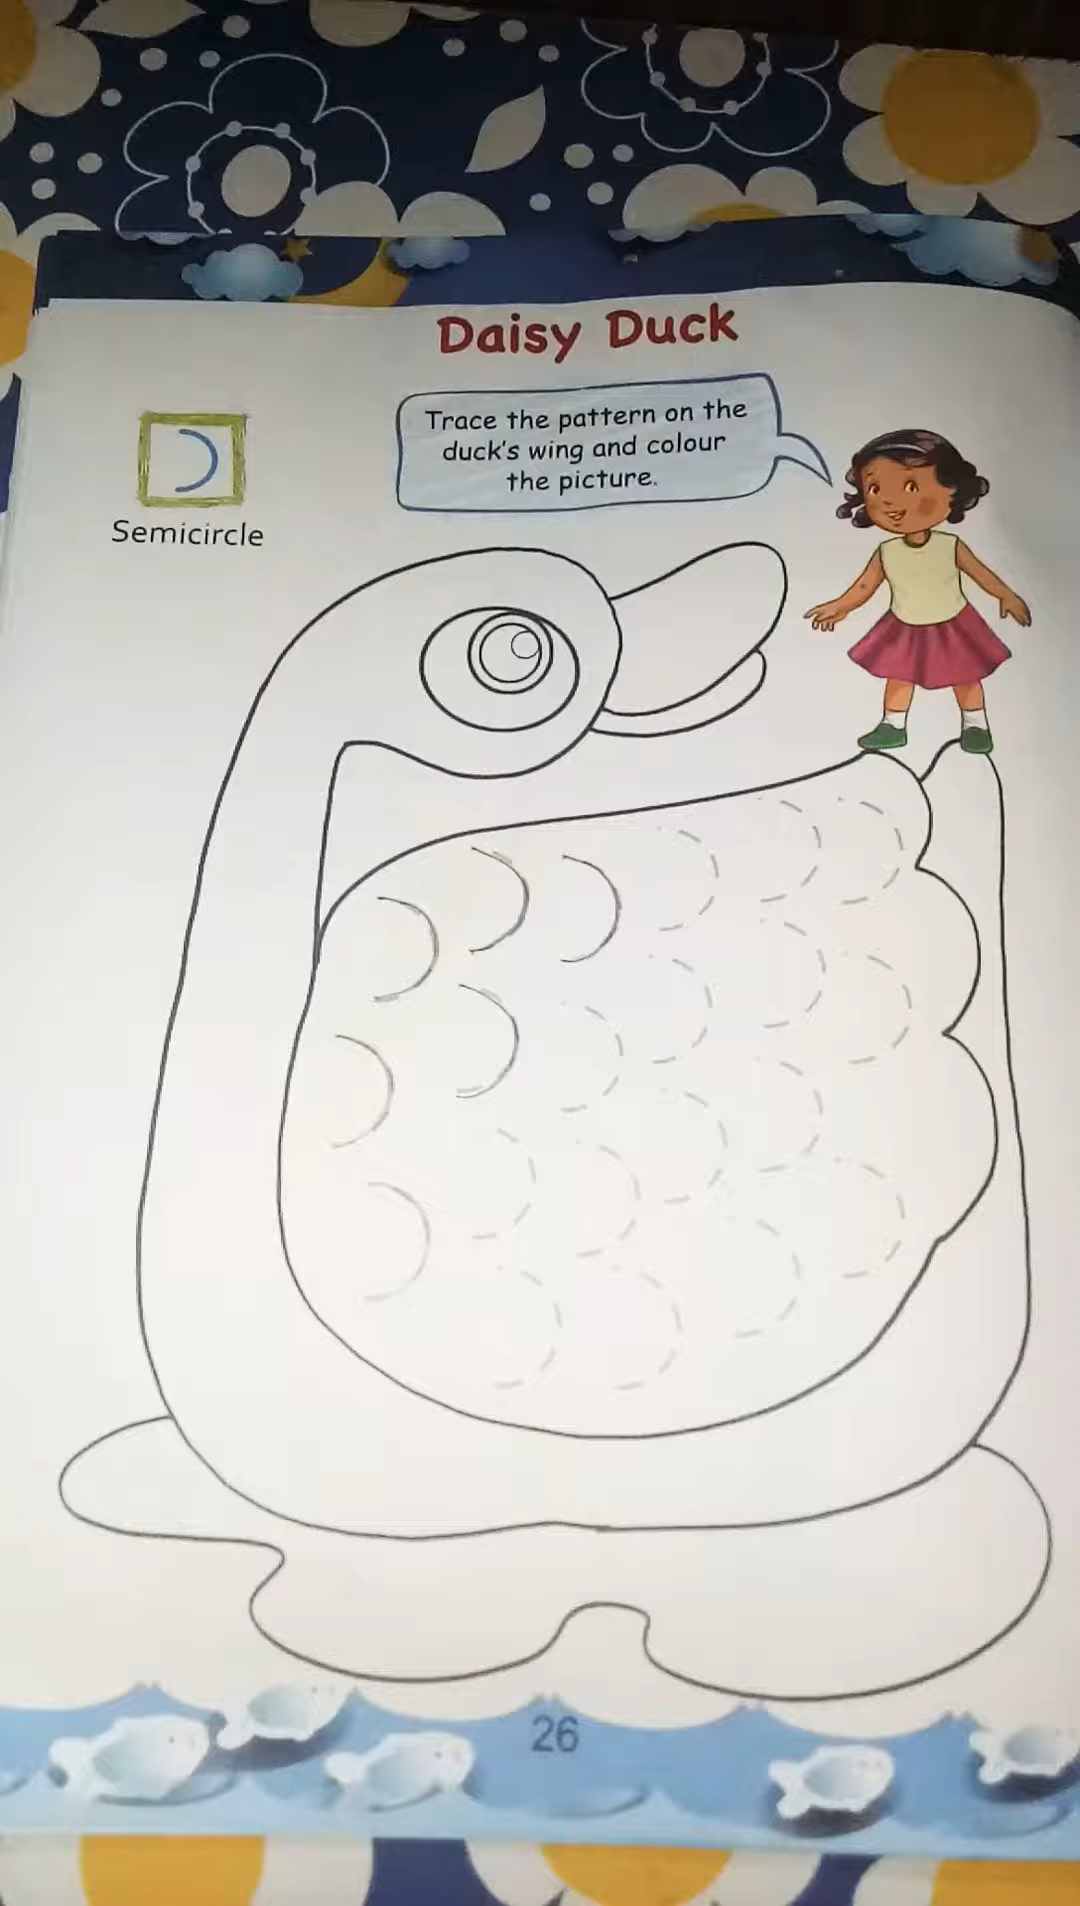 Daisy Duck
Trace the pattern on the
duck's wing and colour
the picture.
Semicircle
26